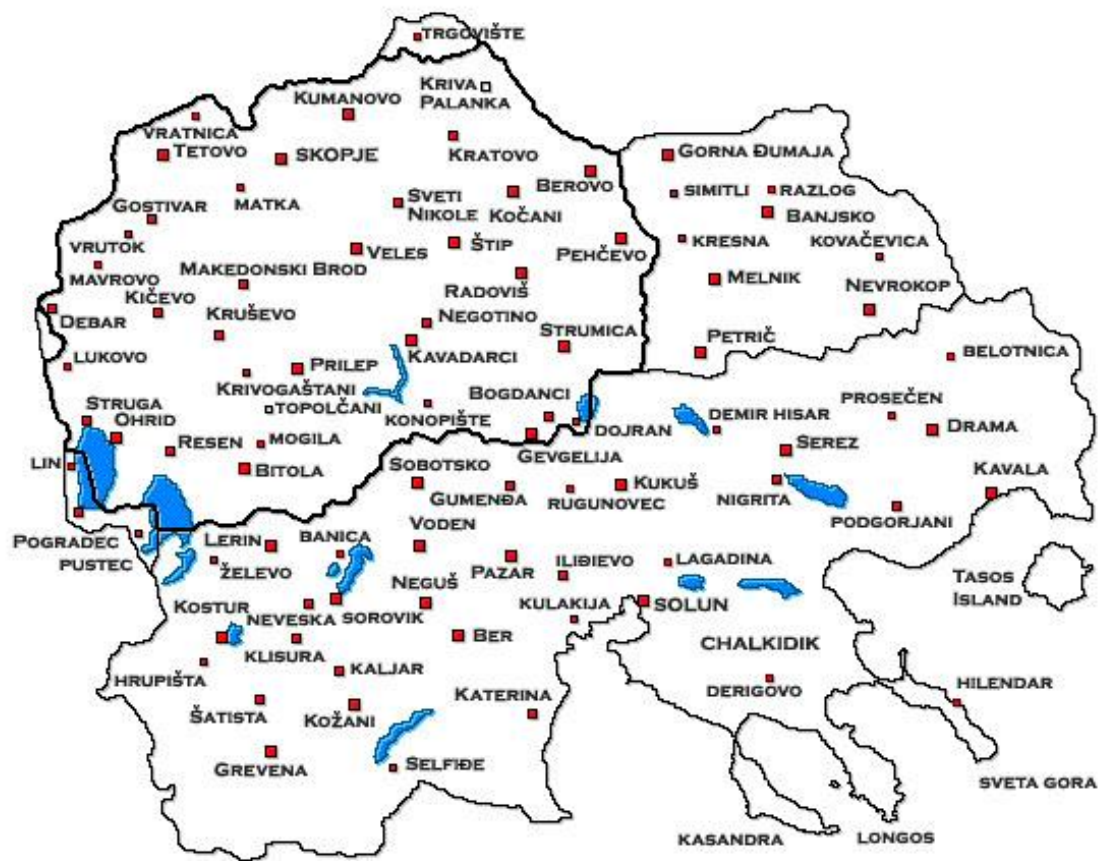 TRGOVIŠTE
KRIVA
PALANKA
KUMANOVO
VRATNICA
TETOVO
SKOPJE
KRATOVO
GORNA ĐUMAJA
BEROVO
SIMITLI
RAZLOG
MATKA
SVETI
NIKOLE
KOČANI
BANJSKO
GOSTIVAR
VRUTOK
VELES
ŠTIP
PEHČEVO
KRESNA
KOVAČEVICA
MAVROVO
MAKEDONSKI BROD
RADOVIŠ
MELNIK
NEVROKOP
KIČEVO
DEBAR
KRUŠEVO
NEGOTINO
STRUMICA
PETRIČ
LUKOVO
PRILEP
KAVADARCI
BELOTNICA
KRIVOGAŠTANI
BOGDANCI
STRUGA
OHRID
TOPOLČANI
KONOPIŠTE
DOJRAN
DEMIR HISAR
PROSEČEN
DRAMA
RESEN
MOGILA
GEVGELIJA
SEREZ
LIN
BITOLA
SOBOTSKO
GUMENĐA
RUGUNOVEC
KUKUŠ
NIGRITA
KAVALA
PODGORJANI
POGRADEC
PUSTEC
LERIN
BANICA
VODEN
ŽELEVO
NEGUŠ
PAZAR
ILIĐIEVO
LAGADINA
TASOS
ISLAND
KOSTUR
NEVESKA
SOROVIK
KULAKIJA
SOLUN
KLISURA
BER
CHALKIDIK
HRUPIŠTA
KALJAR
DERIGOVO
HILENDAR
ŠATISTA
KOŽANI
KATERINA
GREVENA
SELFIĐE
SVETA GORA
KASANDRA
LONGOS